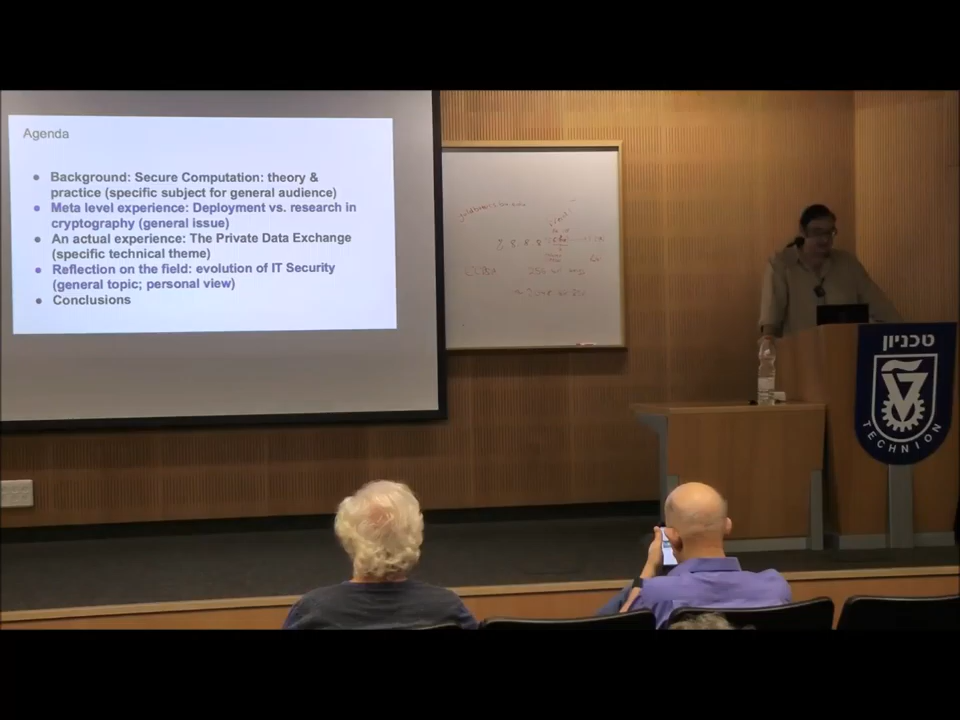 Agenda
● Background: Secure Computation: theory &
practice (specific subject for general audience)
● Meta level experience: Deployment vs. research in
cryptography (general issue)
● An actual experience: The Private Data Exchange
(specific technical theme)
● Reflection on the field: evolution of IT Security
(general topic; personal view)
● Conclusions
טכניון
TECHNION